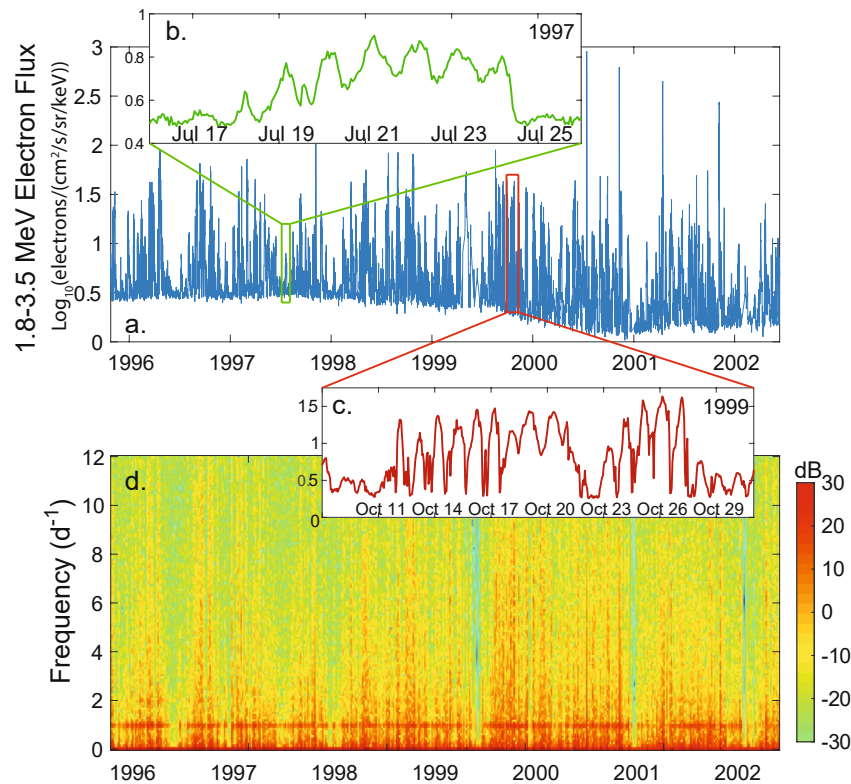 b.
1997
1
0.8
0.6
0.4
Jul 17 Jul 19 Jul 21 Jul 23 Jul 25
1.8-3.5 MeV Electron Flux
Log₁₀(electrons/(cm²/s/sr/keV))
3
2.5
2
1.5
1
0.5
0
a.
1996 1997 1998 1999 2000 2001 2002
c.
1999
1.5
1
0.5
0
Oct 11 Oct 14 Oct 17 Oct 20 Oct 23 Oct 26 Oct 29
d.
Frequency (d⁻¹)
12
10
8
6
4
2
0
1996 1997 1998 1999 2000 2001 2002
dB
30
20
10
0
-10
-20
-30